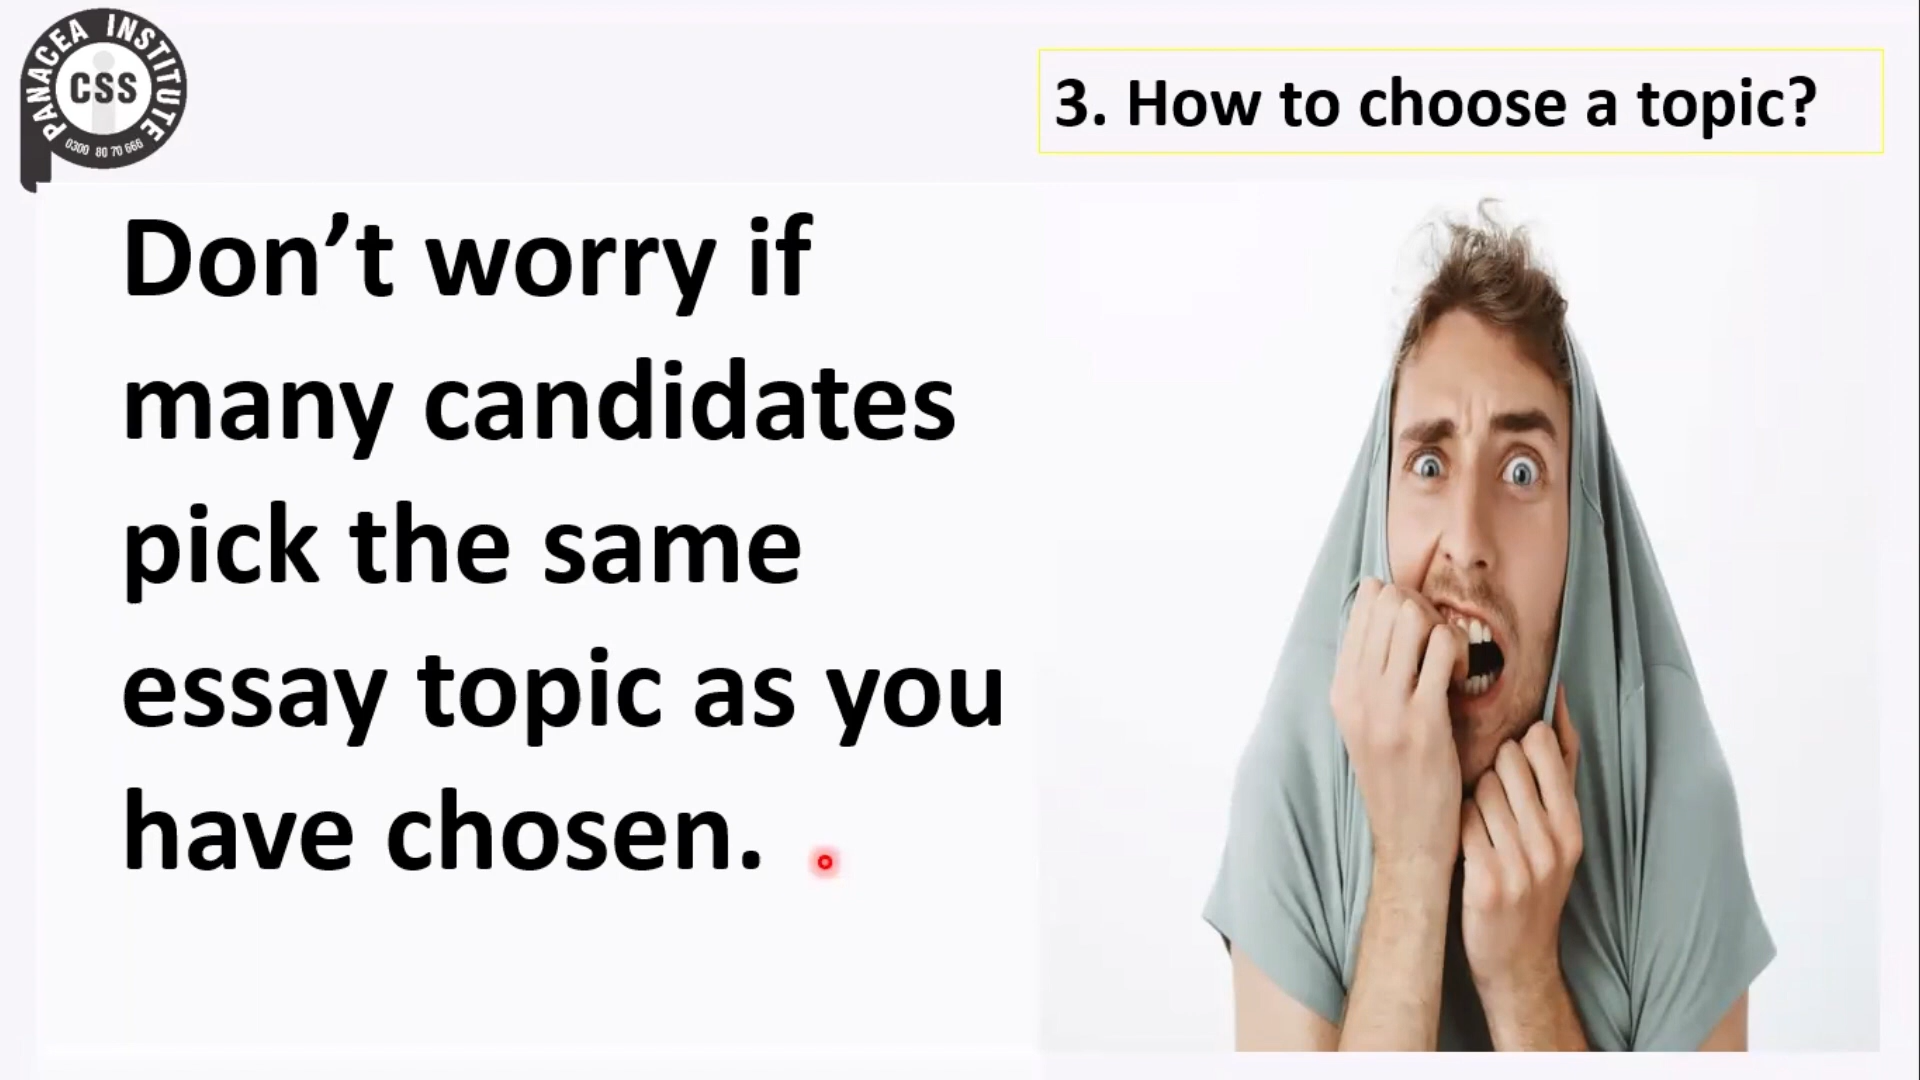 PANACEA INSTITUTE
CSS
0300 80 70 666
3. How to choose a topic?
Don’t worry if
many candidates
pick the same
essay topic as you
have chosen.